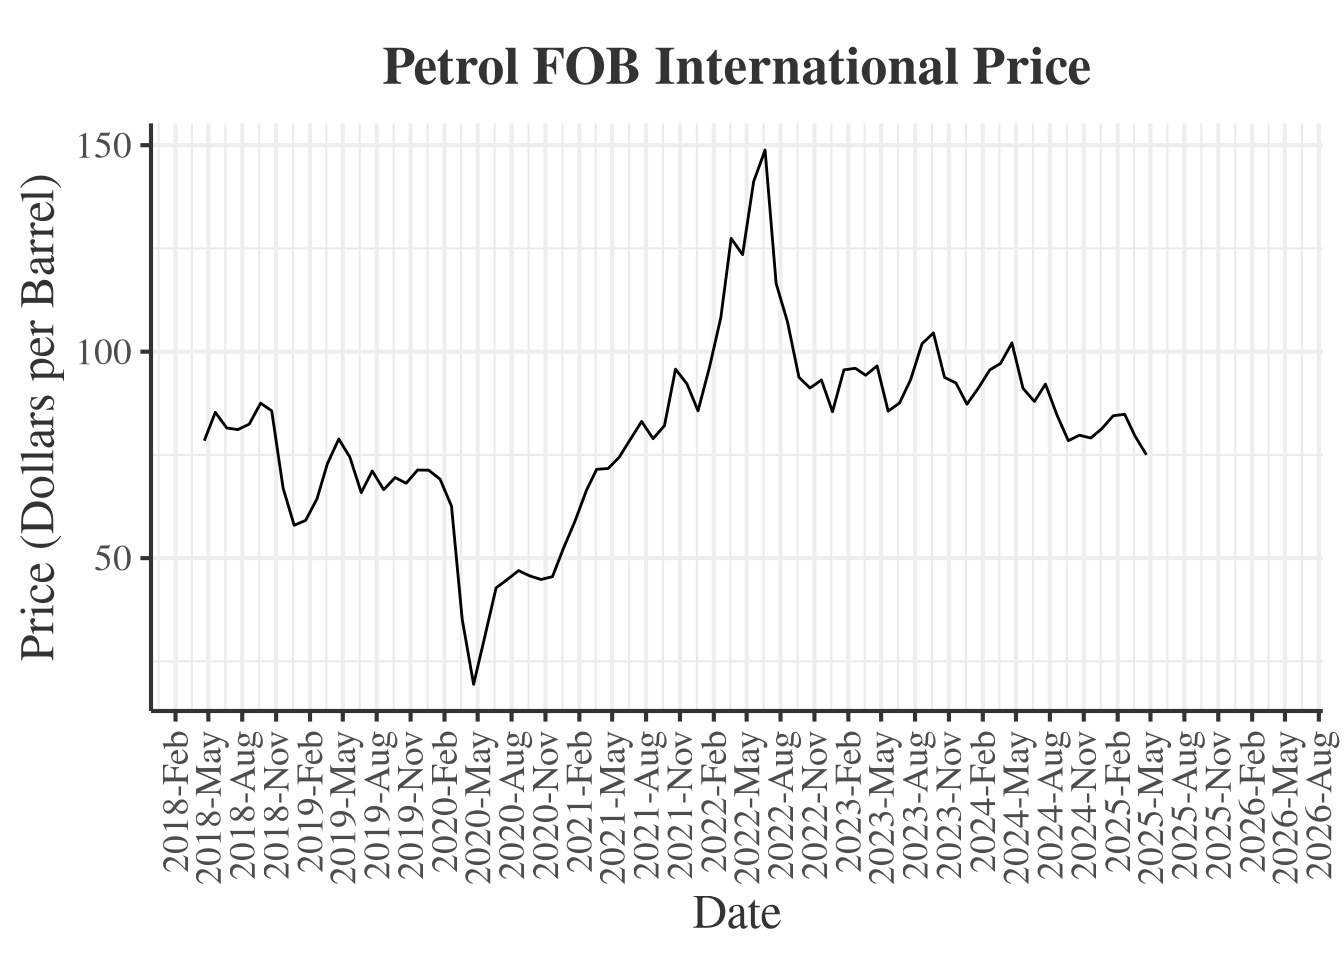 Petrol FOB International Price
Price (Dollars per Barrel)
150
100
50
2018-Feb
2018-May
2018-Aug
2018-Nov
2019-Feb
2019-May
2019-Aug
2019-Nov
2020-Feb
2020-May
2020-Aug
2020-Nov
2021-Feb
2021-May
2021-Aug
2021-Nov
2022-Feb
2022-May
2022-Aug
2022-Nov
2023-Feb
2023-May
2023-Aug
2023-Nov
2024-Feb
2024-May
2024-Aug
2024-Nov
2025-Feb
2025-May
2025-Aug
2025-Nov
2026-Feb
2026-May
2026-Aug
Date